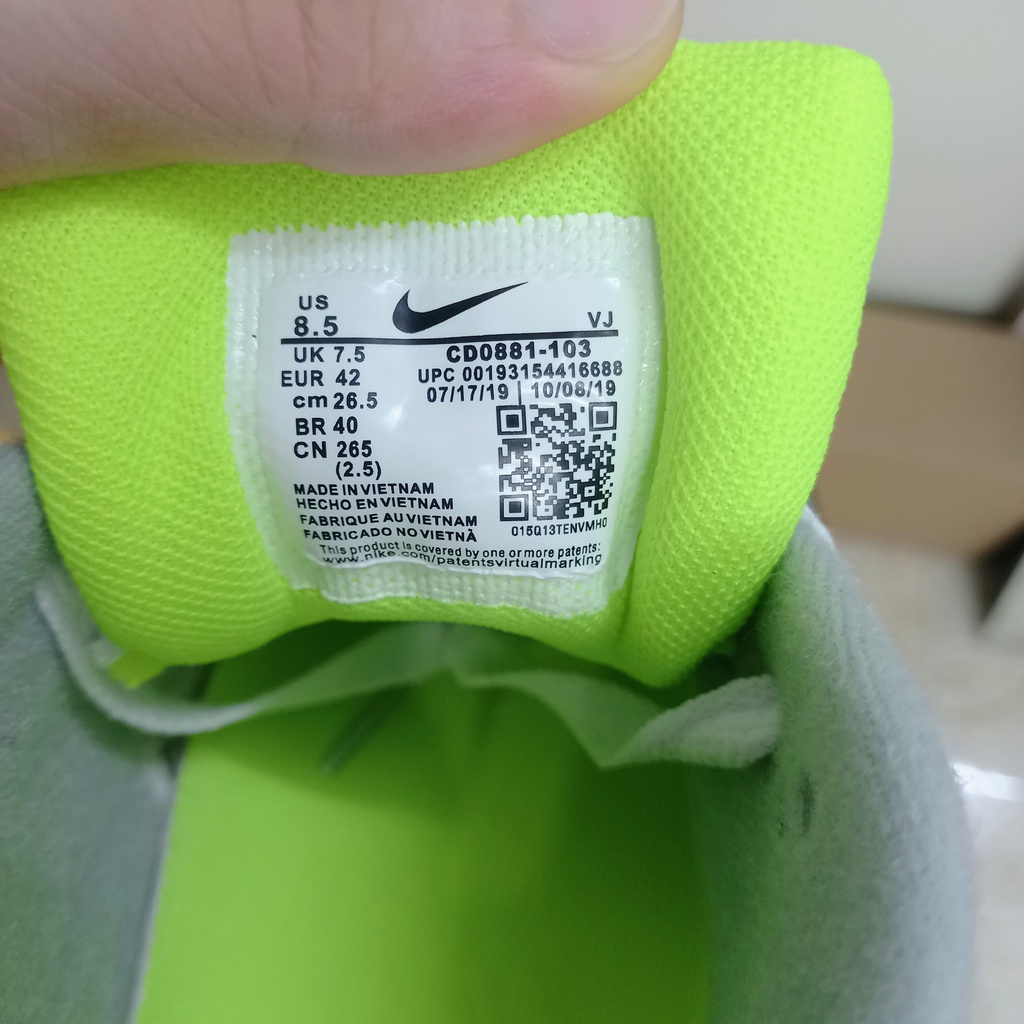 US
8.5
VJ
UK 7.5
EUR 42
cm 26.5
BR 40
CN 265
(2.5)
CD0881-103
UPC 00193154416688
07/17/19 | 10/08/19
MADE IN VIETNAM
HECHO EN VIETNAM
FABRIQUE AU VIETNAM
FABRICADO NO VIETNÀ
015Q13TENVMH0
This product is covered by one or more patents:
www.nike.com/patentsvirtualmarking